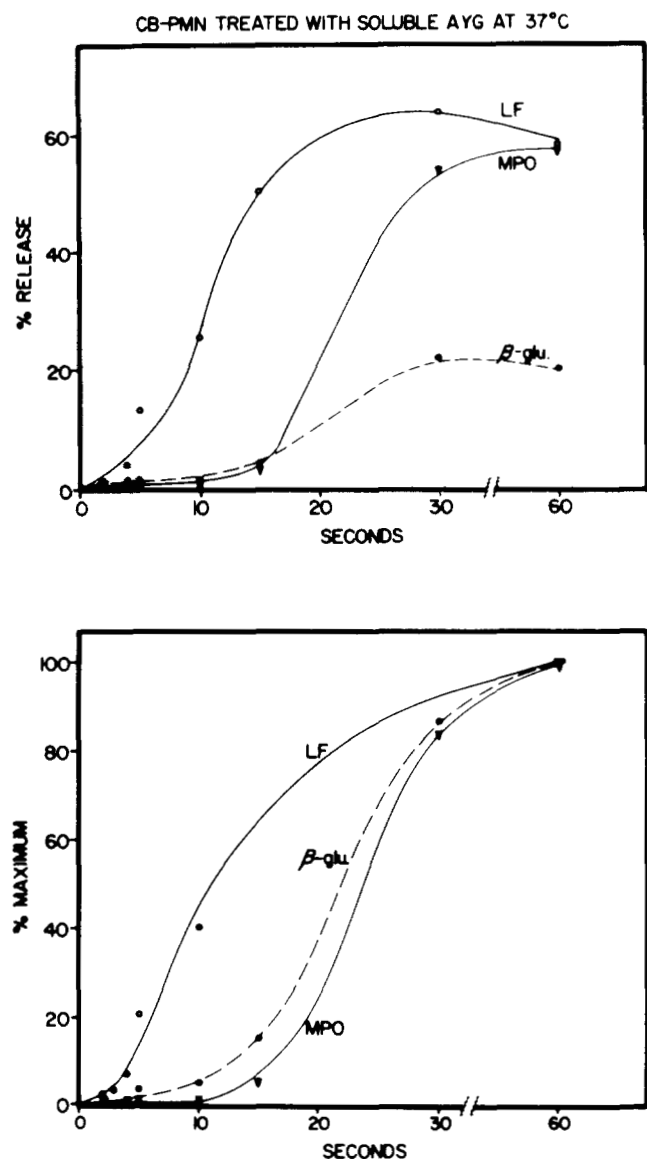 CB-PMN TREATED WITH SOLUBLE AYG AT 37°C
% RELEASE
60
40
20
0
LF
MPO
β-glu.
0 10 20 30 60
SECONDS
% MAXIMUM
100
80
60
40
20
0
LF
β-glu.
MPO
0 10 20 30 60
SECONDS